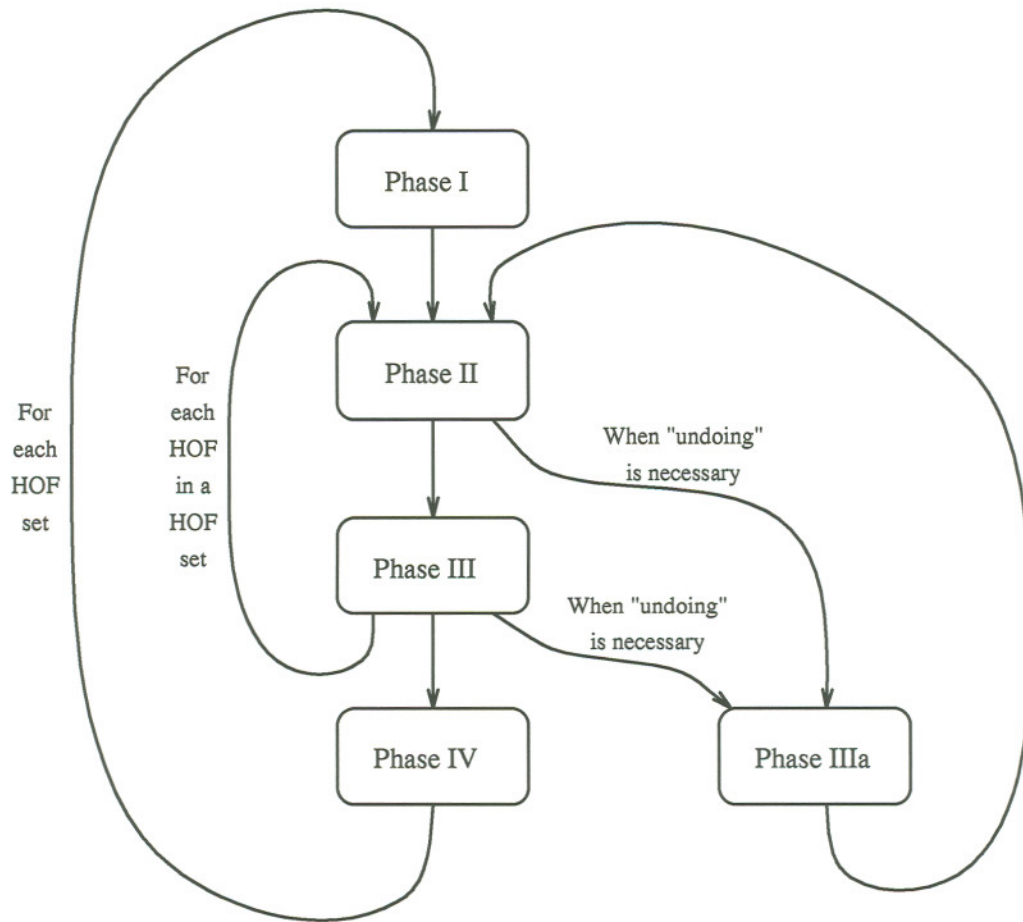 Phase I
Phase II
For
each
HOF
set
For
each
HOF
in a
HOF
set
When "undoing"
is necessary
Phase III
When "undoing"
is necessary
Phase IV
Phase IIIa